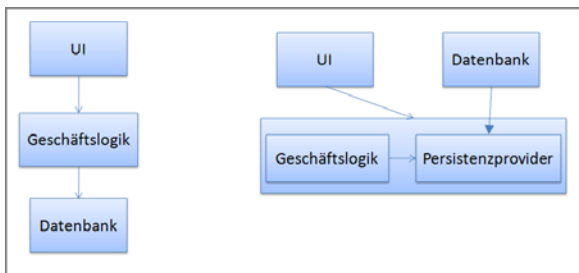 UI
Geschäftslogik
Datenbank
UI
Datenbank
Geschäftslogik
Persistenzprovider